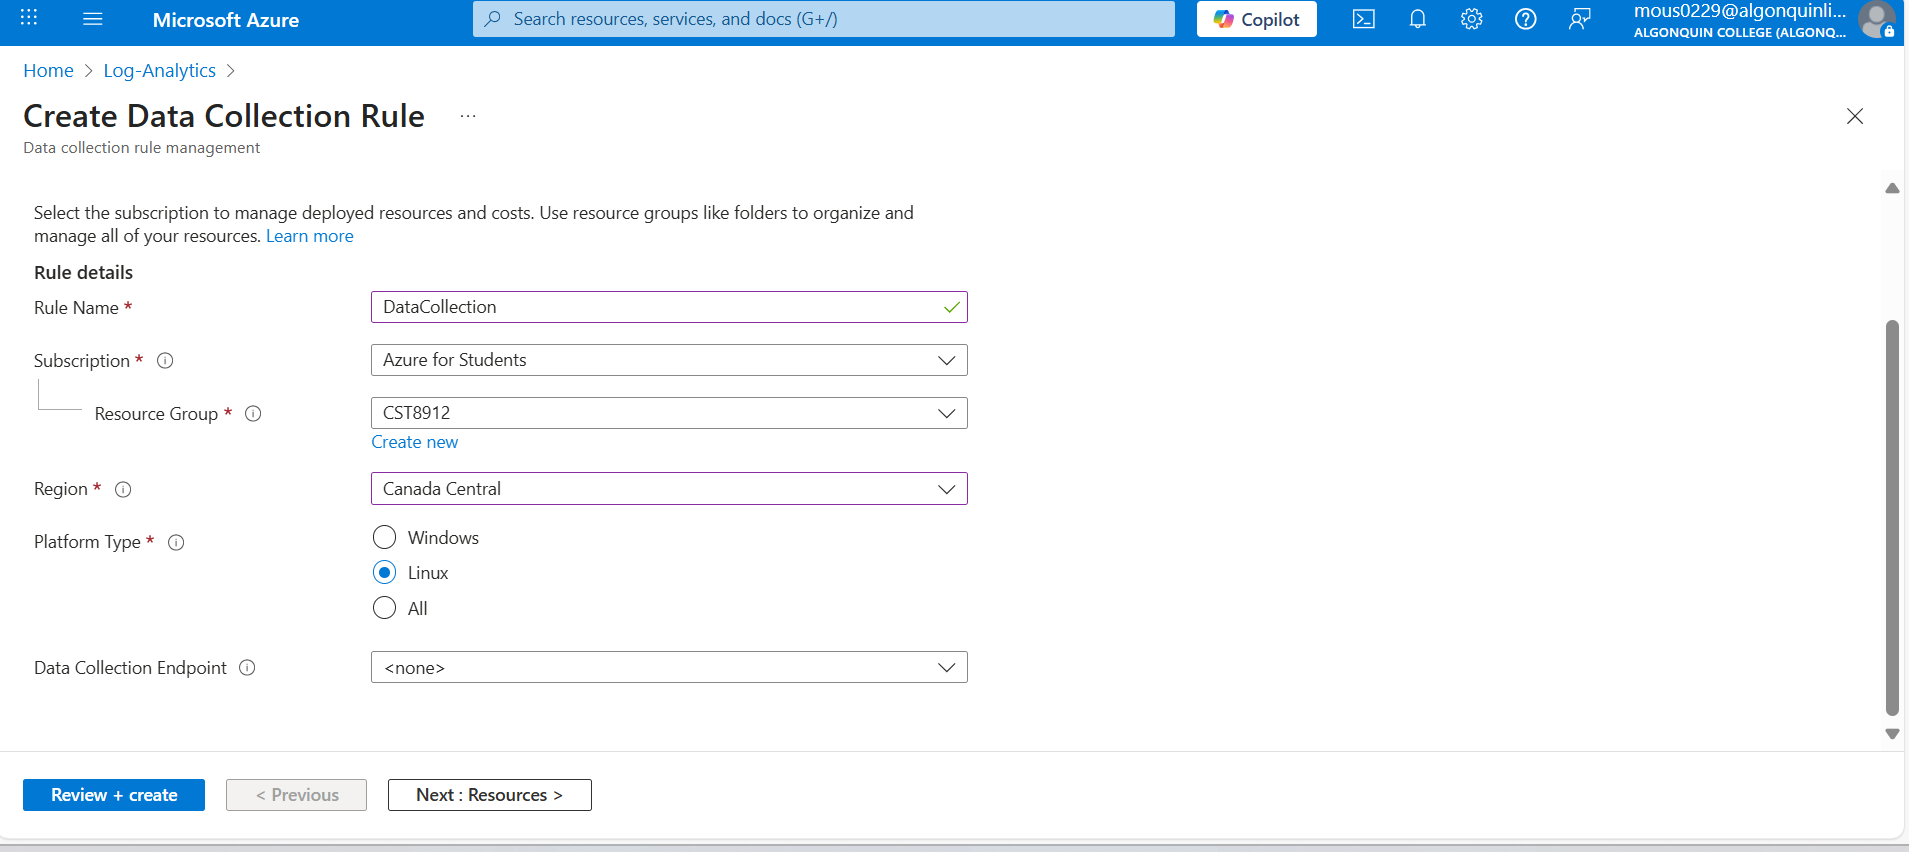 Microsoft Azure
Search resources, services, and docs (G+/)
Copilot
mous0229@algonquinli...
ALGONQUIN COLLEGE (ALGONQ...
Home > Log-Analytics >
Create Data Collection Rule ...
Data collection rule management
Select the subscription to manage deployed resources and costs. Use resource groups like folders to organize and
manage all of your resources. Learn more
Rule details
Rule Name * DataCollection
Subscription * Azure for Students
Resource Group * CST8912
Create new
Region * Canada Central
Platform Type * Windows
Linux
All
Data Collection Endpoint <none>
Review + create < Previous Next : Resources >